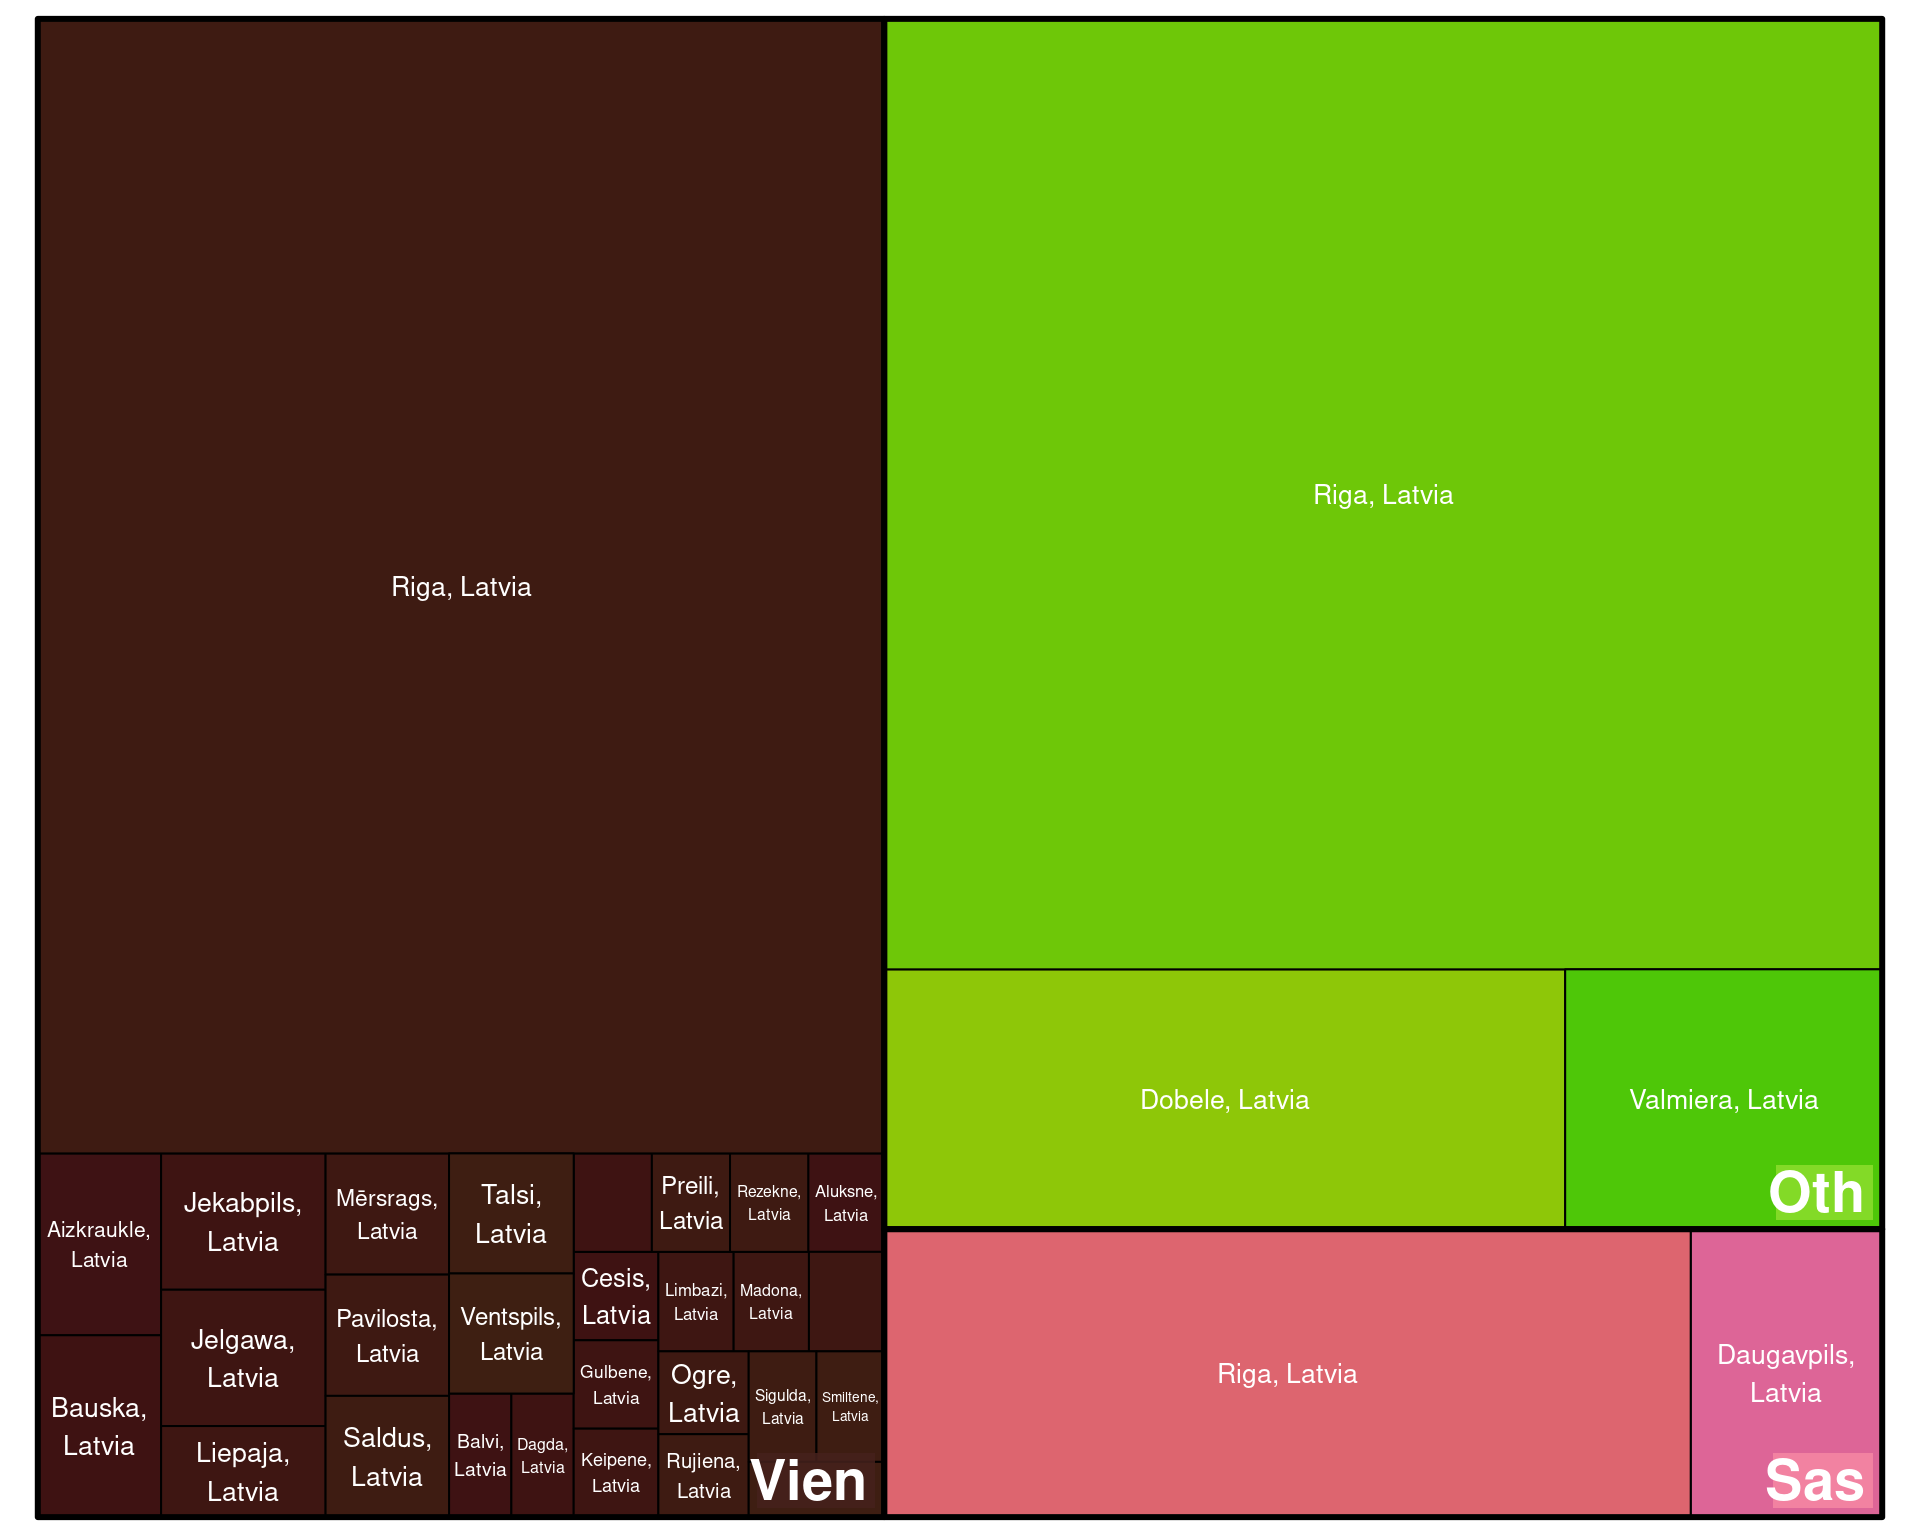 Riga, Latvia
Aizkraukle,
Latvia
Bauska,
Latvia
Jekabpils,
Latvia
Jelgawa,
Latvia
Liepaja,
Latvia
Mērsrags,
Latvia
Pavilosta,
Latvia
Saldus,
Latvia
Talsi,
Latvia
Ventspils,
Latvia
Balvi,
Latvia
Dagda,
Latvia
Preili,
Latvia
Rezekne,
Latvia
Aluksne,
Latvia
Cesis,
Latvia
Gulbene,
Latvia
Keipene,
Latvia
Limbazi,
Latvia
Madona,
Latvia
Ogre,
Latvia
Rujiena,
Latvia
Sigulda,
Latvia
Smiltene,
Latvia
Vien
Riga, Latvia
Dobele, Latvia
Valmiera, Latvia
Oth
Riga, Latvia
Daugavpils,
Latvia
Sas